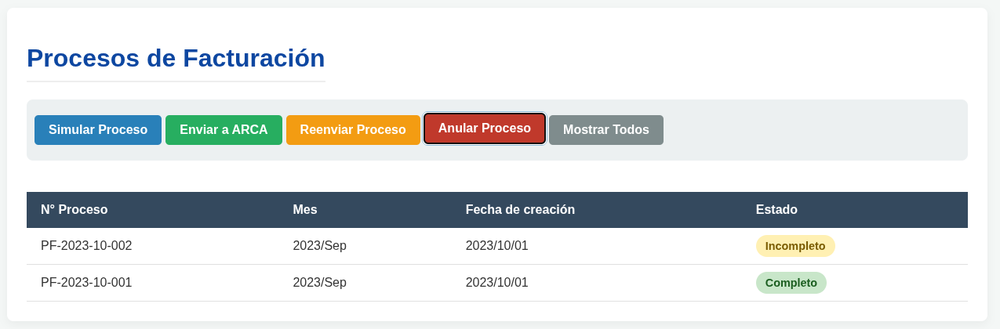 Procesos de Facturación
Simular Proceso Enviar a ARCA Reenviar Proceso Anular Proceso Mostrar Todos
N° Proceso Mes Fecha de creación Estado
PF-2023-10-002 2023/Sep 2023/10/01 Incompleto
PF-2023-10-001 2023/Sep 2023/10/01 Completo